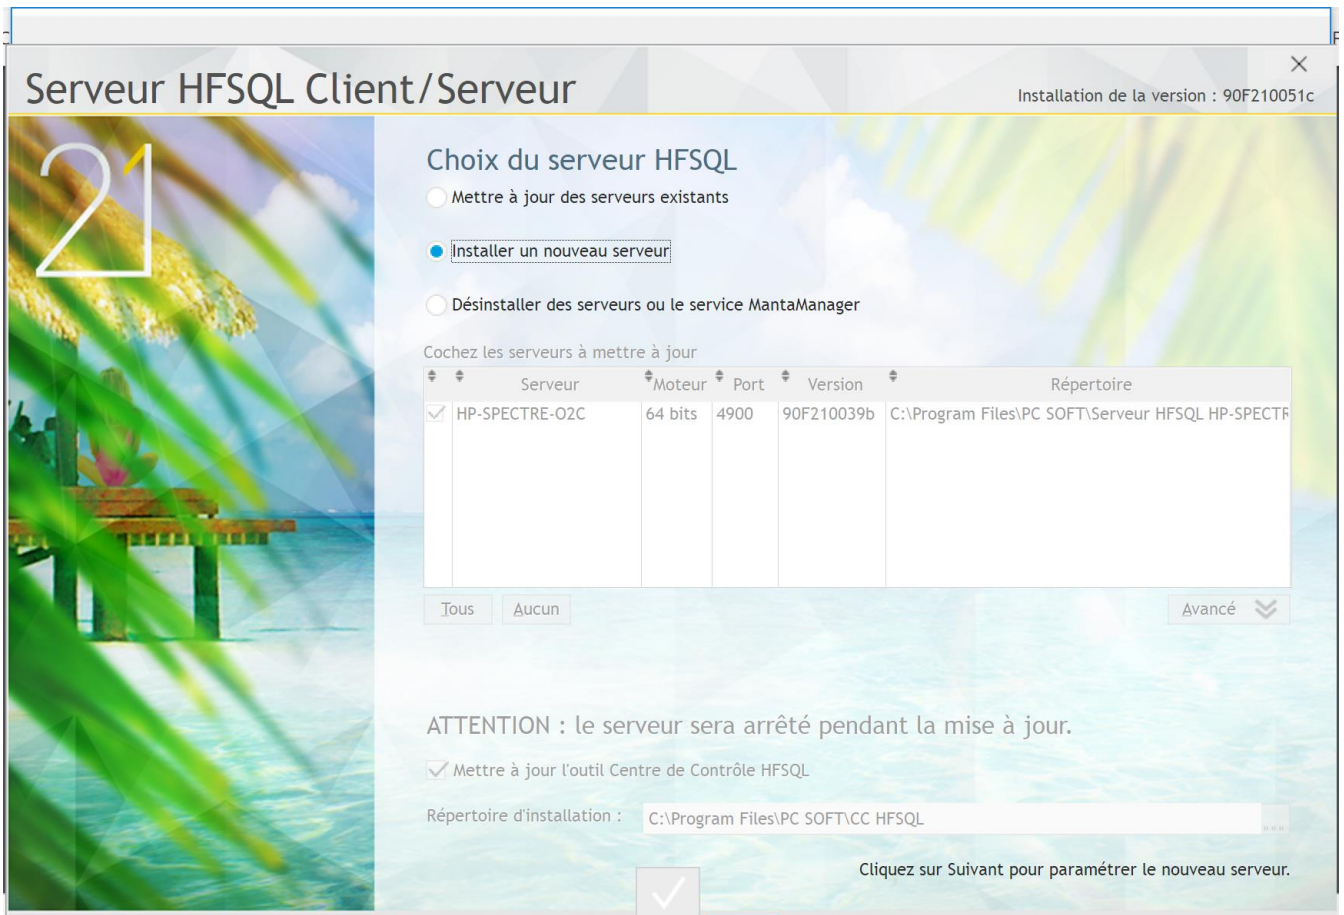 Serveur HFSQL Client/Serveur
Installation de la version : 90F210051c
21
Choix du serveur HFSQL
Mettre à jour des serveurs existants
Installer un nouveau serveur
Désinstaller des serveurs ou le service MantaManager
Cochez les serveurs à mettre à jour
Serveur Moteur Port Version Répertoire
HP-SPECTRE-O2C 64 bits 4900 90F210039b C:\Program Files\PC SOFT\Serveur HFSQL HP-SPECTR
Tous Aucun Avancé
ATTENTION : le serveur sera arrêté pendant la mise à jour.
Mettre à jour l'outil Centre de Contrôle HFSQL
Répertoire d'installation : C:\Program Files\PC SOFT\CC HFSQL ...
Cliquez sur Suivant pour paramétrer le nouveau serveur.